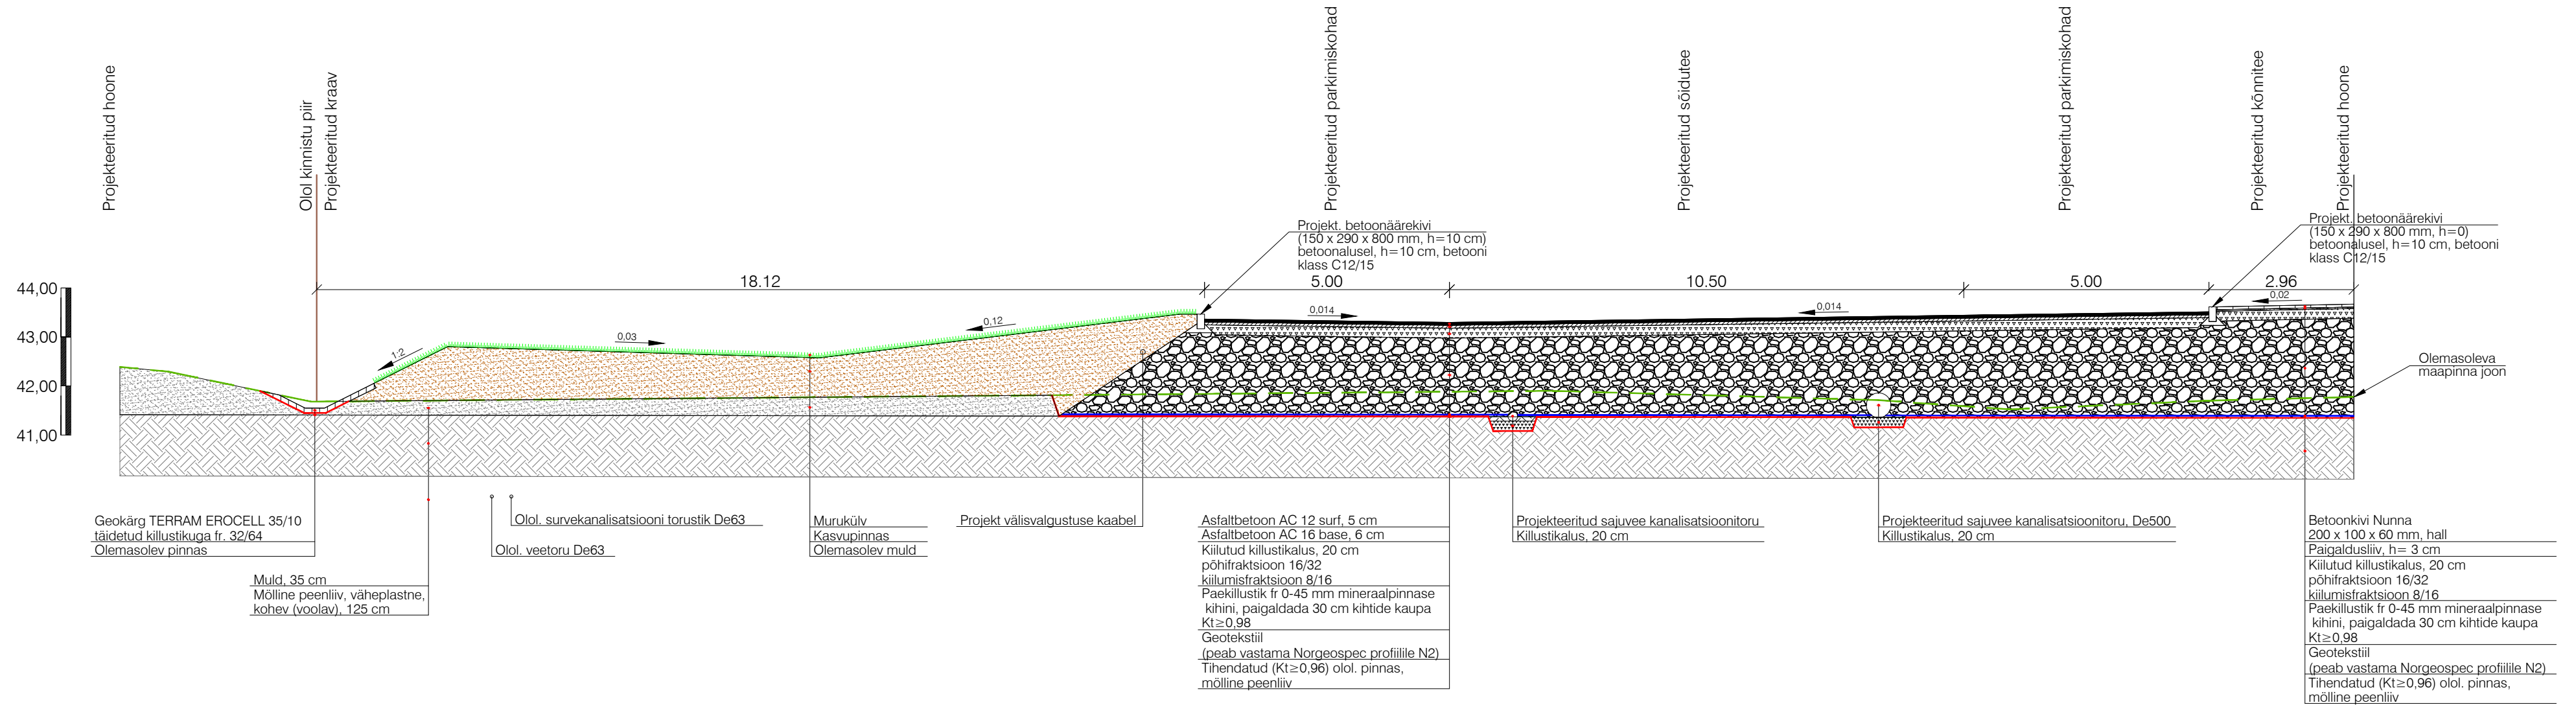 Projekteeritud hoone
Olol kinnistu piir
Projekteeritud kraav
Projekteeritud parkimiskohad
Projekteeritud sõidutee
Projekteeritud parkimiskohad
Projekteeritud kõnnitee
Projekteeritud hoone
Projekt. betoonäärekivi
(150 x 290 x 800 mm, h=10 cm)
betoonalusel, h=10 cm, betooni
klass C12/15
Projekt. betoonäärekivi
(150 x 290 x 800 mm, h=0)
betoonalusel, h=10 cm, betooni
klass C12/15
18.12
5.00
10.50
5.00
2.96
44,00
43,00
42,00
41,00
1:2
0,03
0,12
0,014
0,014
0,02
Olemasoleva
maapinna joon
Geokärg TERRAM EROCELL 35/10
täidetud killustikuga fr. 32/64
Olemasolev pinnas
Muld, 35 cm
Mölline peenliiv, väheplastne,
kohev (voolav), 125 cm
Olol. survekanalisatsiooni torustik De63
Olol. veetoru De63
Murukülv
Kasvupinnas
Olemasolev muld
Projekt välisvalgustuse kaabel
Asfaltbetoon AC 12 surf, 5 cm
Asfaltbetoon AC 16 base, 6 cm
Kiilutud killustikalus, 20 cm
põhifraktsioon 16/32
kiilumisfraktsioon 8/16
Paekillustik fr 0-45 mm mineraalpinnase
kihini, paigaldada 30 cm kihtide kaupa
Kt≥0,98
Geotekstiil
(peab vastama Norgeospec profiilile N2)
Tihendatud (Kt≥0,96) olol. pinnas,
mölline peenliiv
Projekteeritud sajuvee kanalisatsioonitoru
Killustikalus, 20 cm
Projekteeritud sajuvee kanalisatsioonitoru, De500
Killustikalus, 20 cm
Betoonkivi Nunna
200 x 100 x 60 mm, hall
Paigaldusliiv, h= 3 cm
Kiilutud killustikalus, 20 cm
põhifraktsioon 16/32
kiilumisfraktsioon 8/16
Paekillustik fr 0-45 mm mineraalpinnase
kihini, paigaldada 30 cm kihtide kaupa
Kt≥0,98
Geotekstiil
(peab vastama Norgeospec profiilile N2)
Tihendatud (Kt≥0,96) olol. pinnas,
mölline peenliiv